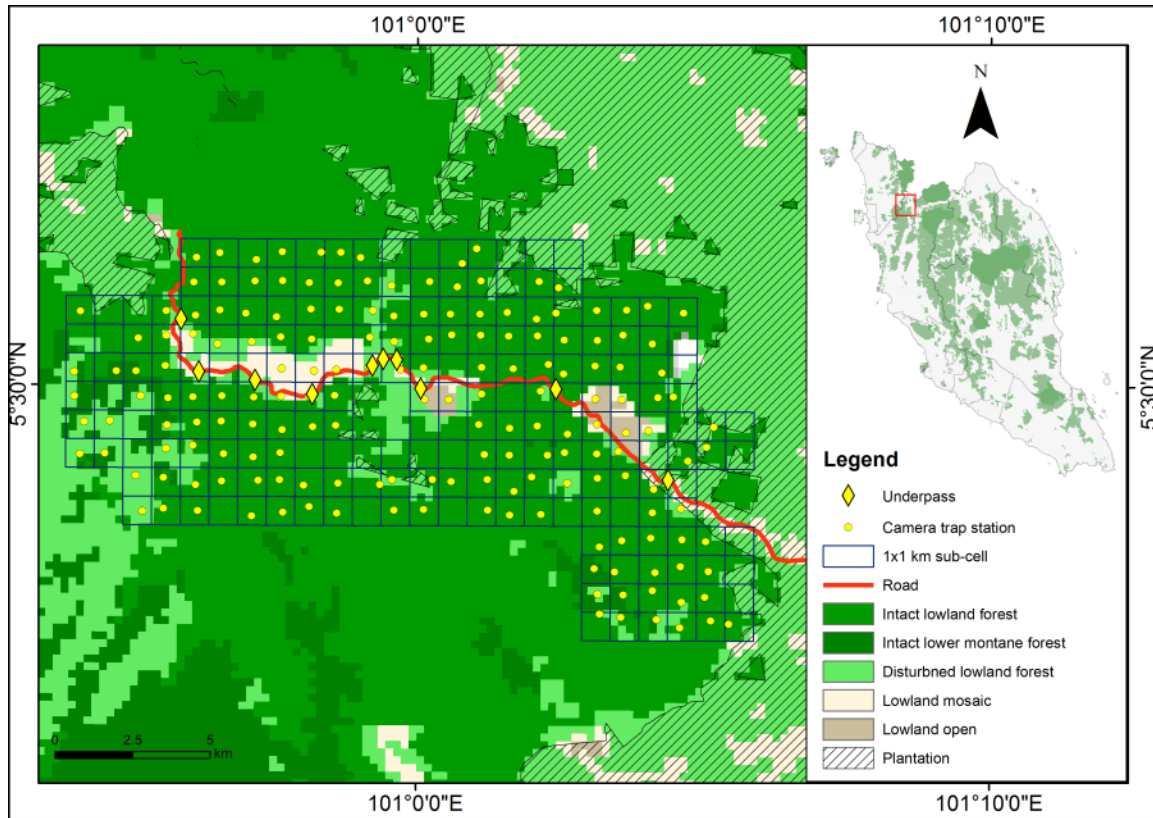 101°0'0"E
101°10'0"E
N
5°30'0"N
5°30'0"N
Legend
Underpass
Camera trap station
1x1 km sub-cell
Road
Intact lowland forest
Intact lower montane forest
Disturbned lowland forest
Lowland mosaic
Lowland open
Plantation
0 2.5 5
km
101°0'0"E
101°10'0"E